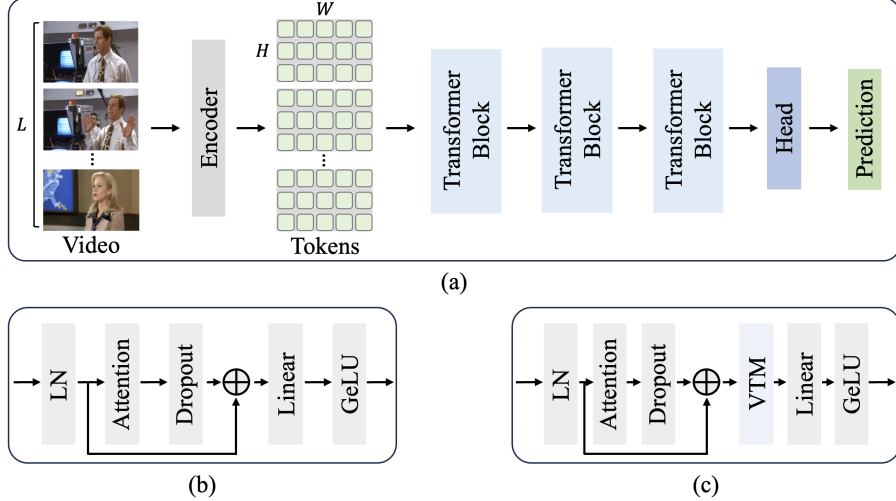 W
H
L
Encoder
Transformer
Block
Transformer
Block
Transformer
Block
Head
Prediction
Video
Tokens
(a)
LN
Attention
Dropout
Linear
GeLU
(b)
LN
Attention
Dropout
VTM
Linear
GeLU
(c)